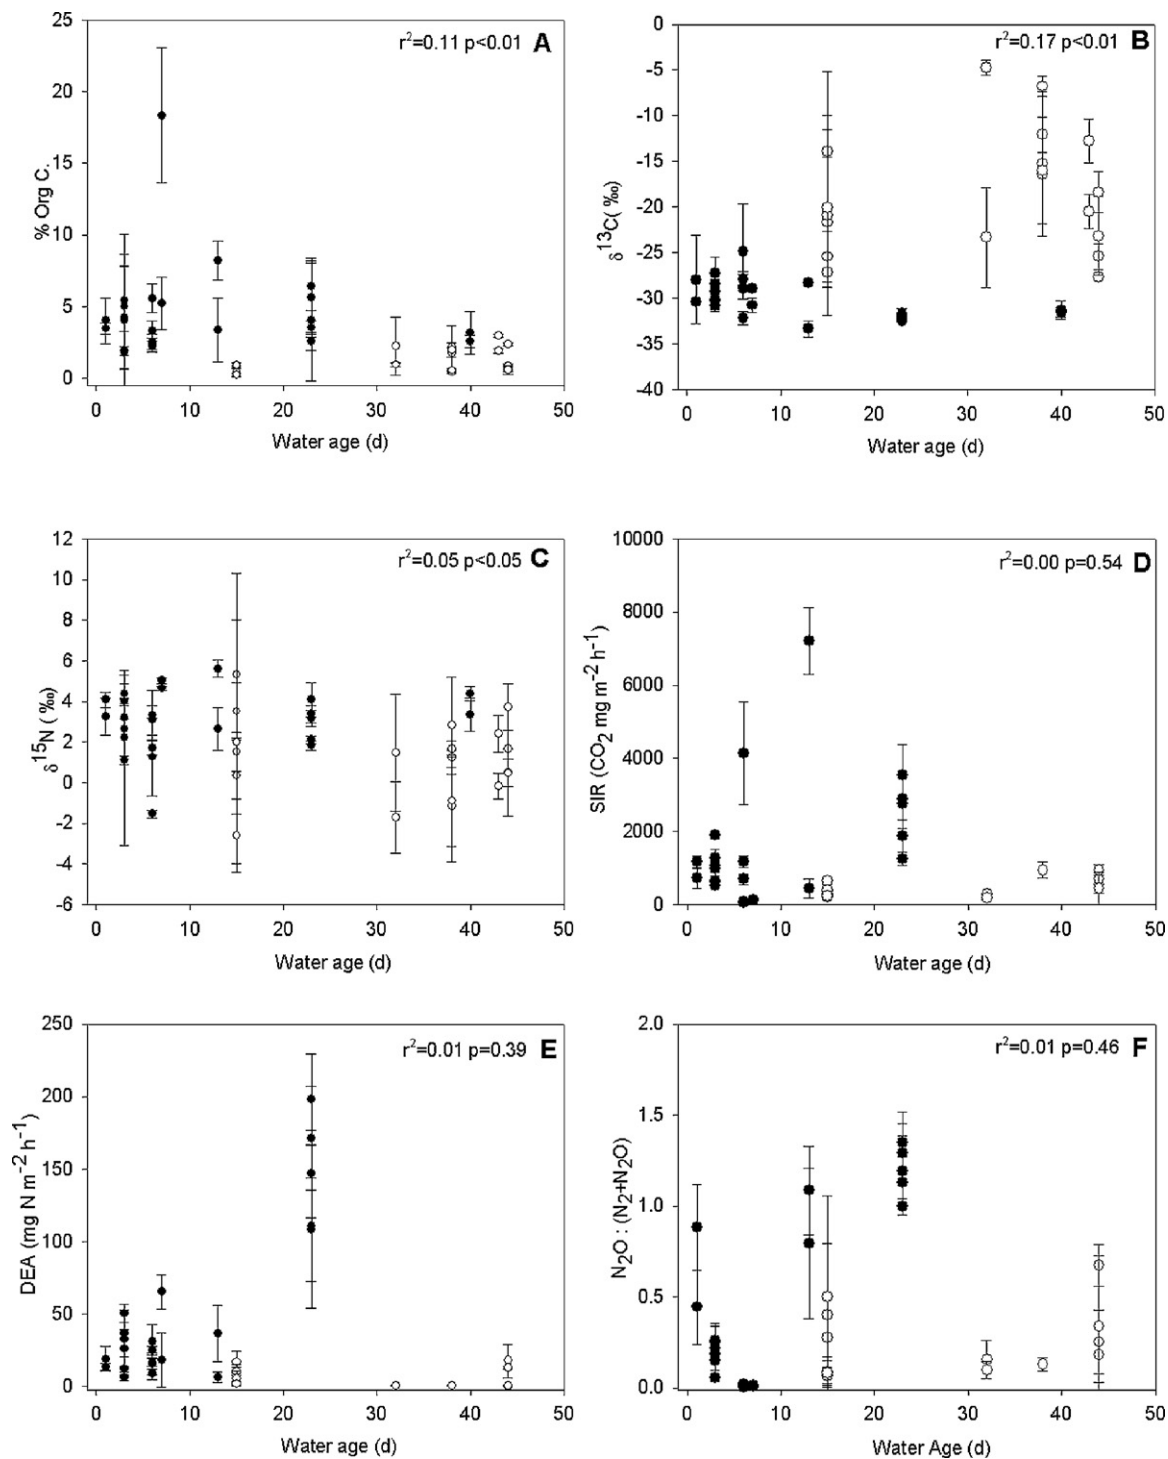 r²=0.11 p<0.01 A
25
20
15
10
5
0
% Org C.
0 10 20 30 40 50
Water age (d)
r²=0.17 p<0.01 B
0
-5
-10
-15
-20
-25
-30
-35
-40
δ¹³C( ‰)
0 10 20 30 40 50
Water age (d)
r²=0.05 p<0.05 C
12
10
8
6
4
2
0
-2
-4
-6
δ¹⁵N ( ‰)
0 10 20 30 40 50
Water age (d)
r²=0.00 p=0.54 D
10000
8000
6000
4000
2000
0
SIR (CO₂ mg m⁻² h⁻¹)
0 10 20 30 40 50
Water age (d)
r²=0.01 p=0.39 E
250
200
150
100
50
0
DEA (mg N m⁻² h⁻¹)
0 10 20 30 40 50
Water age (d)
r²=0.01 p=0.46 F
2.0
1.5
1.0
0.5
0.0
N₂O : (N₂+N₂O)
0 10 20 30 40 50
Water Age (d)